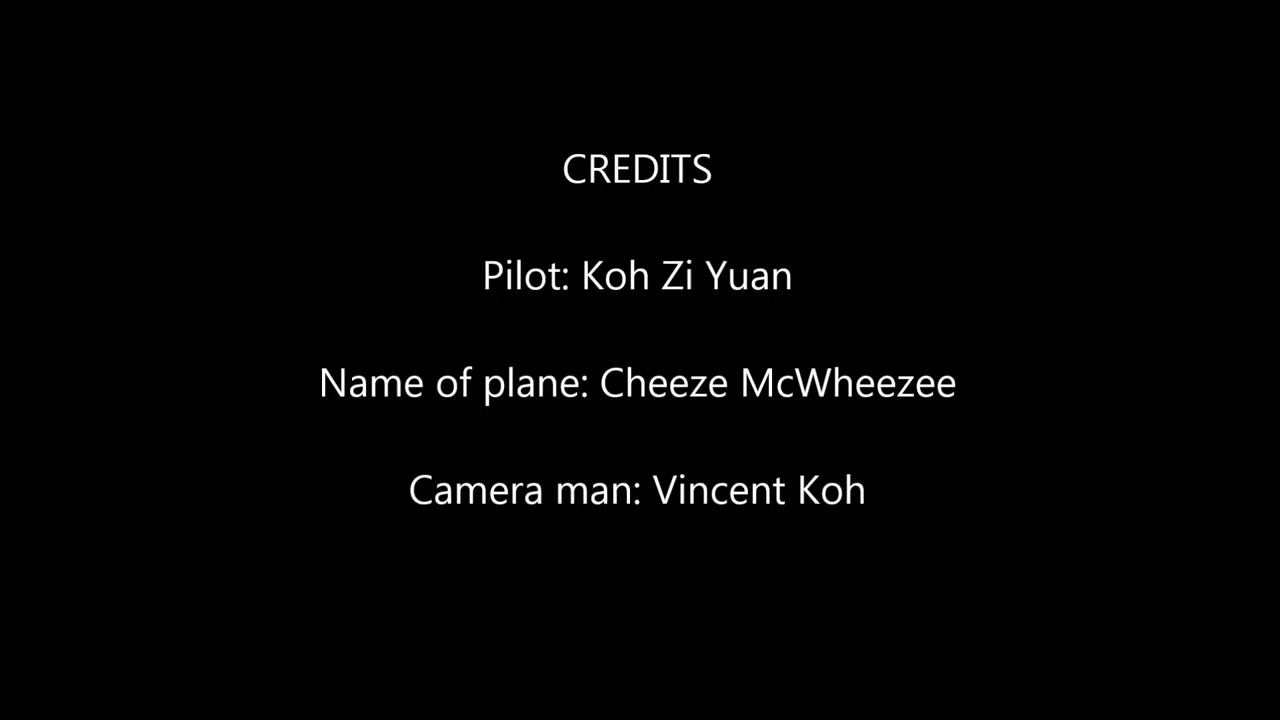 CREDITS
Pilot: Koh Zi Yuan
Name of plane: Cheeze McWheezee
Camera man: Vincent Koh